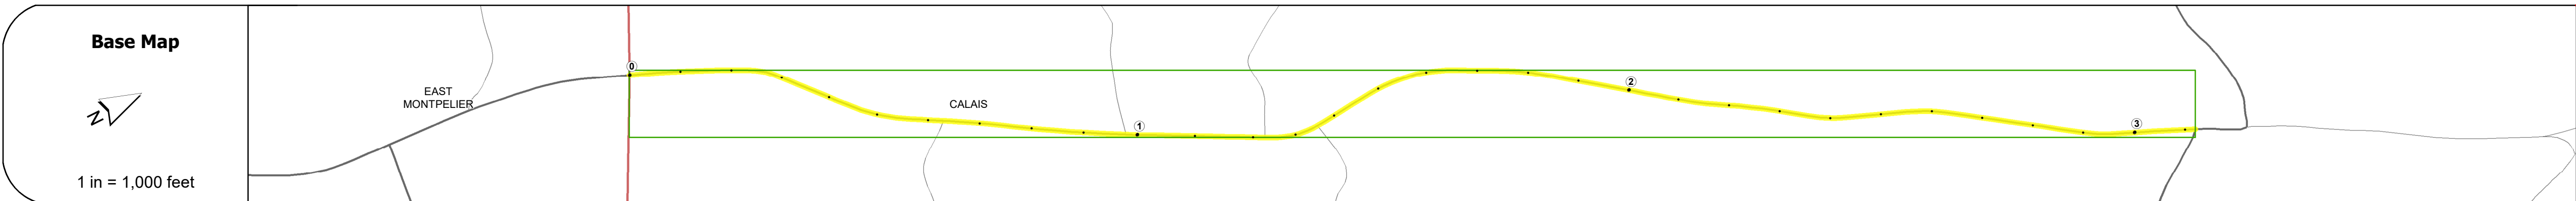 Base Map
N
1 in = 1,000 feet
EAST
MONTPELIER
CALAIS
0
1
2
3